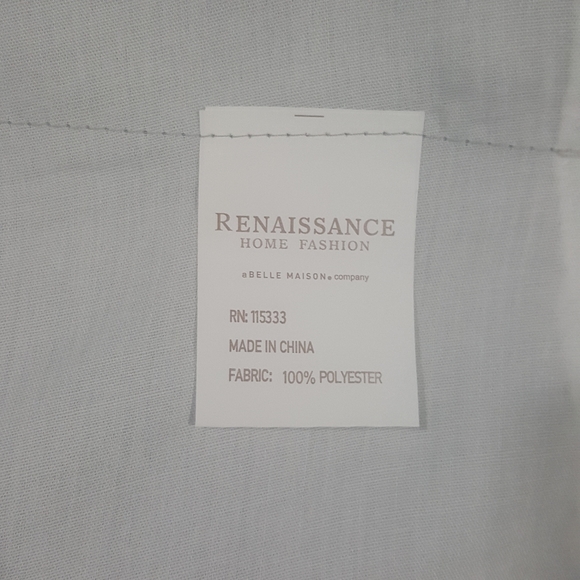 RENAISSANCE
HOME FASHION
a BELLE MAISON® company
RN: 115333
MADE IN CHINA
FABRIC: 100% POLYESTER